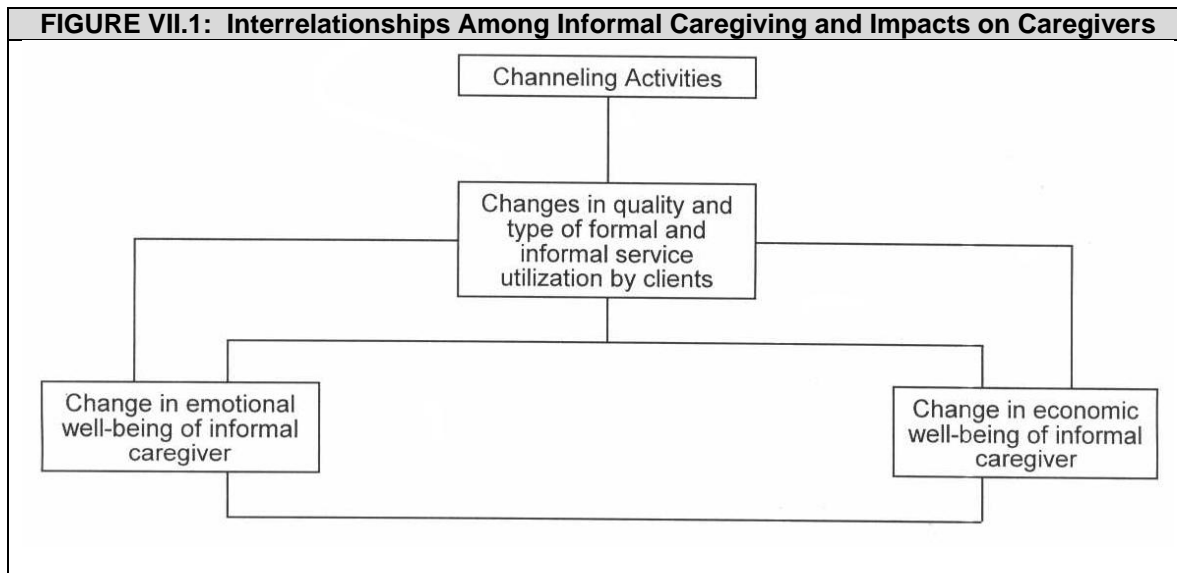 FIGURE VII.1: Interrelationships Among Informal Caregiving and Impacts on Caregivers
Channeling Activities
Changes in quality and
type of formal and
informal service
utilization by clients
Change in emotional
well-being of informal
caregiver
Change in economic
well-being of informal
caregiver